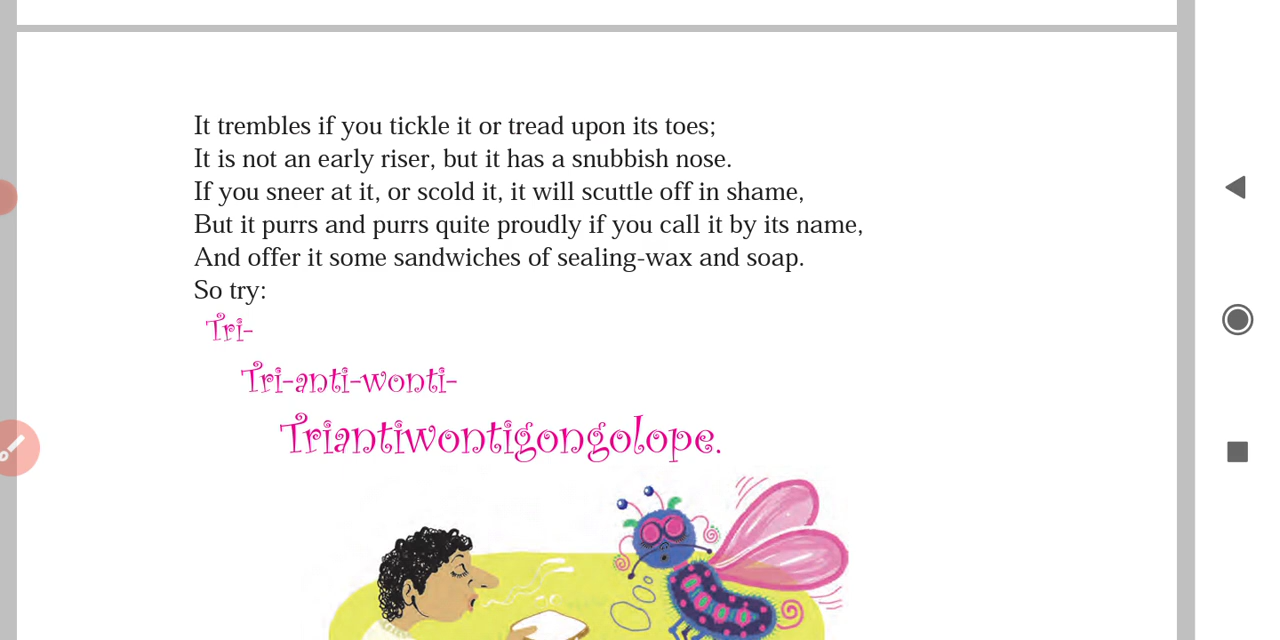 It trembles if you tickle it or tread upon its toes;
It is not an early riser, but it has a snubbish nose.
If you sneer at it, or scold it, it will scuttle off in shame,
But it purrs and purrs quite proudly if you call it by its name,
And offer it some sandwiches of sealing-wax and soap.
So try:
Tri-
Tri-anti-wonti-
Triantiwontigongolope.